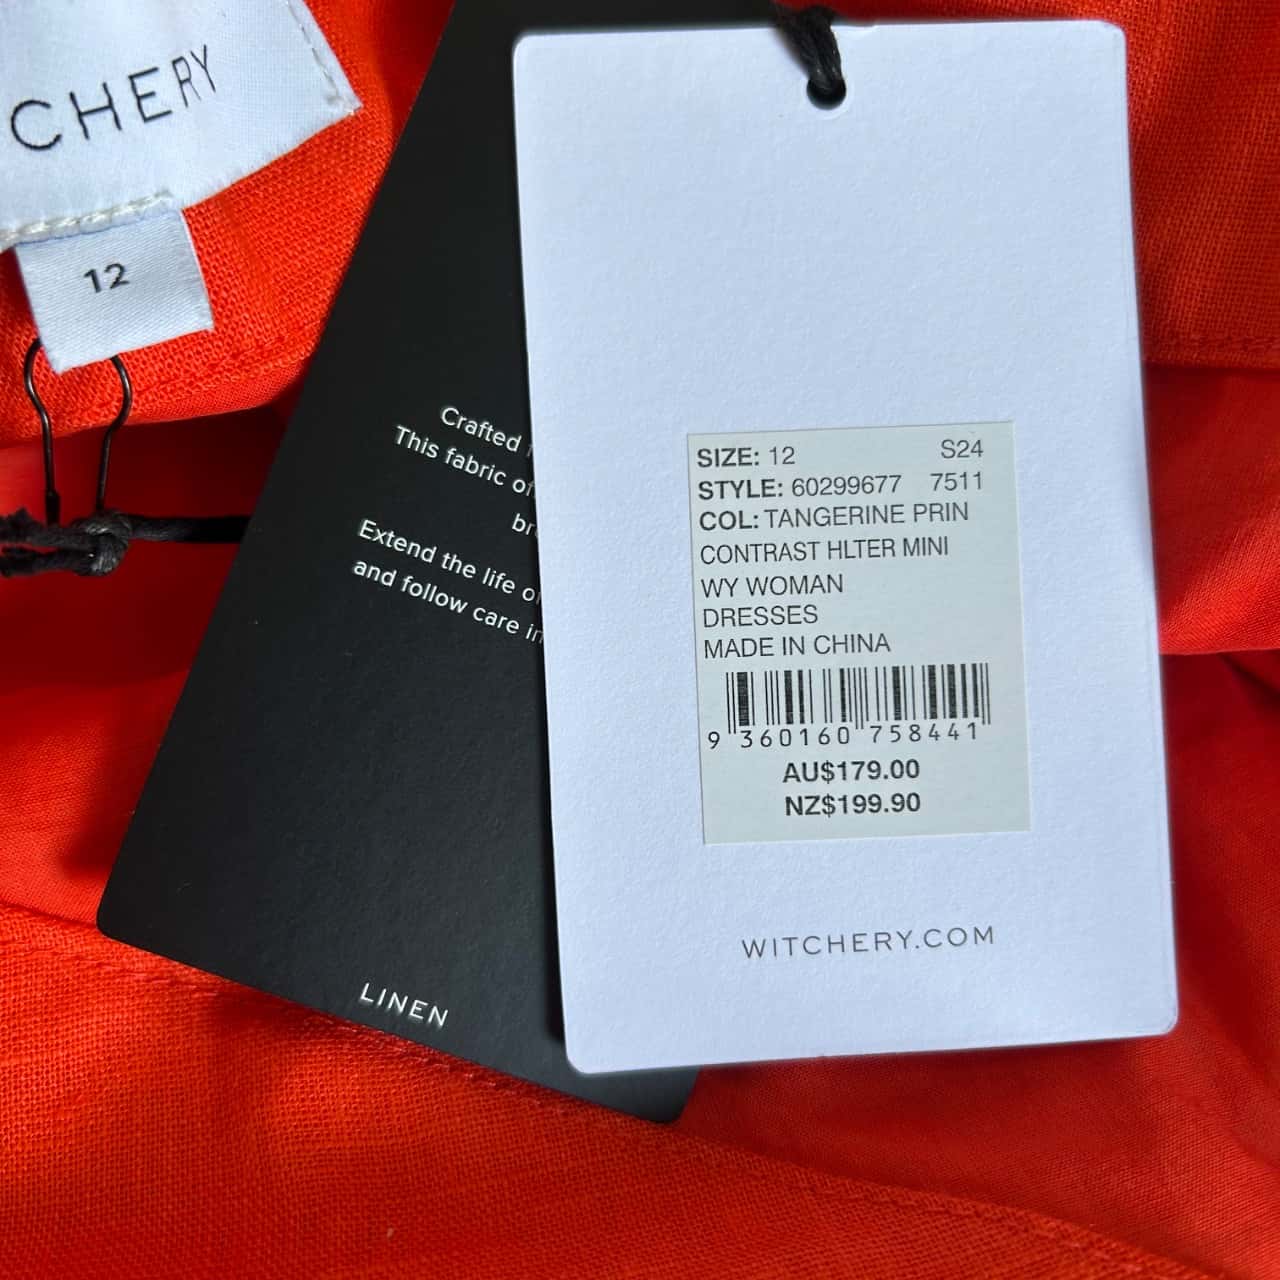 CHERY
12
Crafted
This fabric
Extend the life
and follow care
LINEN
SIZE: 12 S24
STYLE: 60299677 7511
COL: TANGERINE PRIN
CONTRAST HLTER MINI
WY WOMAN
DRESSES
MADE IN CHINA
9 360160 758441
AU$179.00
NZ$199.90
WITCHERY.COM